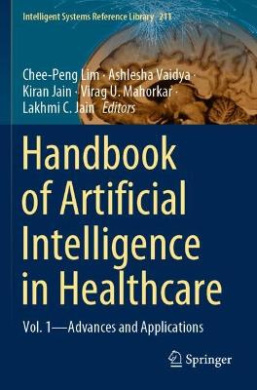 Intelligent Systems Reference Library 211
Chee-Peng Lim · Ashlesha Vaidya ·
Kiran Jain · Virag U. Mahorkar ·
Lakhmi C. Jain Editors
Handbook
of Artificial
Intelligence
in Healthcare
Vol. 1—Advances and Applications
Springer